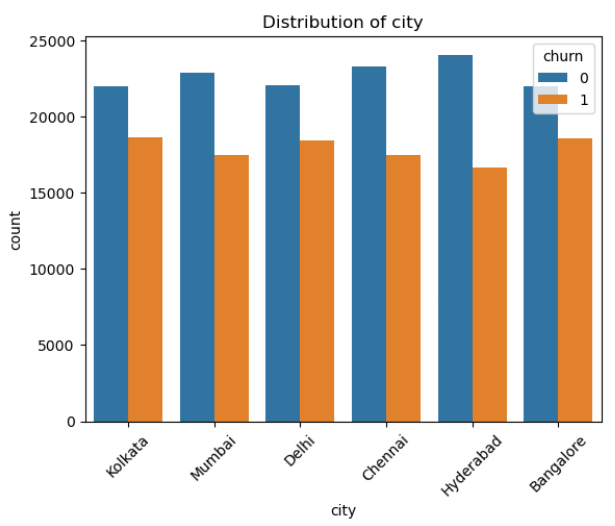 Distribution of city
churn
0
1
25000
20000
15000
10000
5000
0
count
Kolkata
Mumbai
Delhi
Chennai
Hyderabad
Bangalore
city